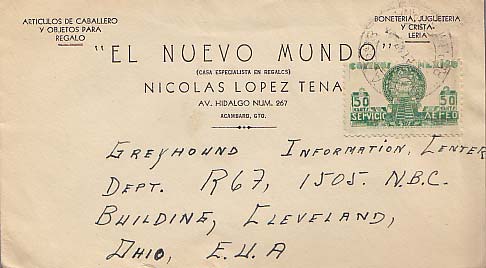 ARTICULOS DE CABALLERO
Y OBJETOS PARA
REGALO
BONETERIA, JUGUETERIA
Y CRISTA-
LERIA
"EL NUEVO MUNDO
(CASA ESPECIALISTA EN REGALOS)
NICOLAS LOPEZ TENA
AV. HIDALGO NUM. 267
ACAMBARO, GTO.
CORREOS MEXICO
50 50
SERVICIO AEREO
GREYHOUND INFORMATION, CENTER
DEPT. R67, 1505. N.B.C.
BUILDING, CLEVELAND,
OHIO, E.U.A